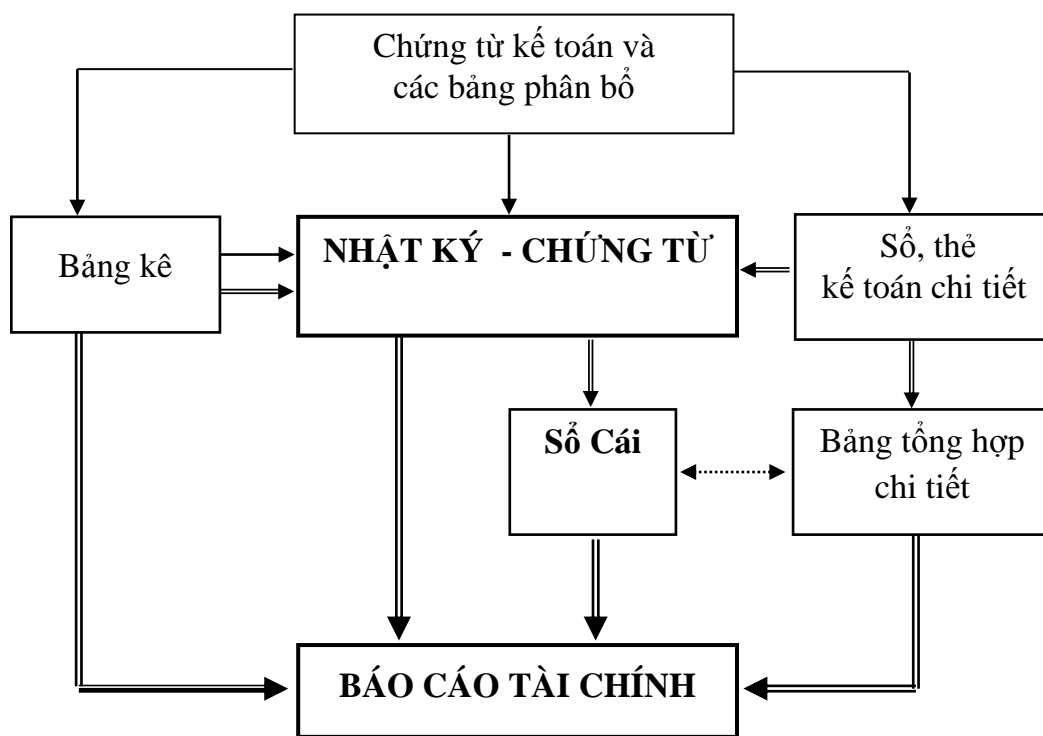 Chứng từ kế toán và
các bảng phân bổ
Bảng kê
NHẬT KÝ - CHỨNG TỪ
Sổ, thẻ
kế toán chi tiết
Sổ Cái
Bảng tổng hợp
chi tiết
BÁO CÁO TÀI CHÍNH